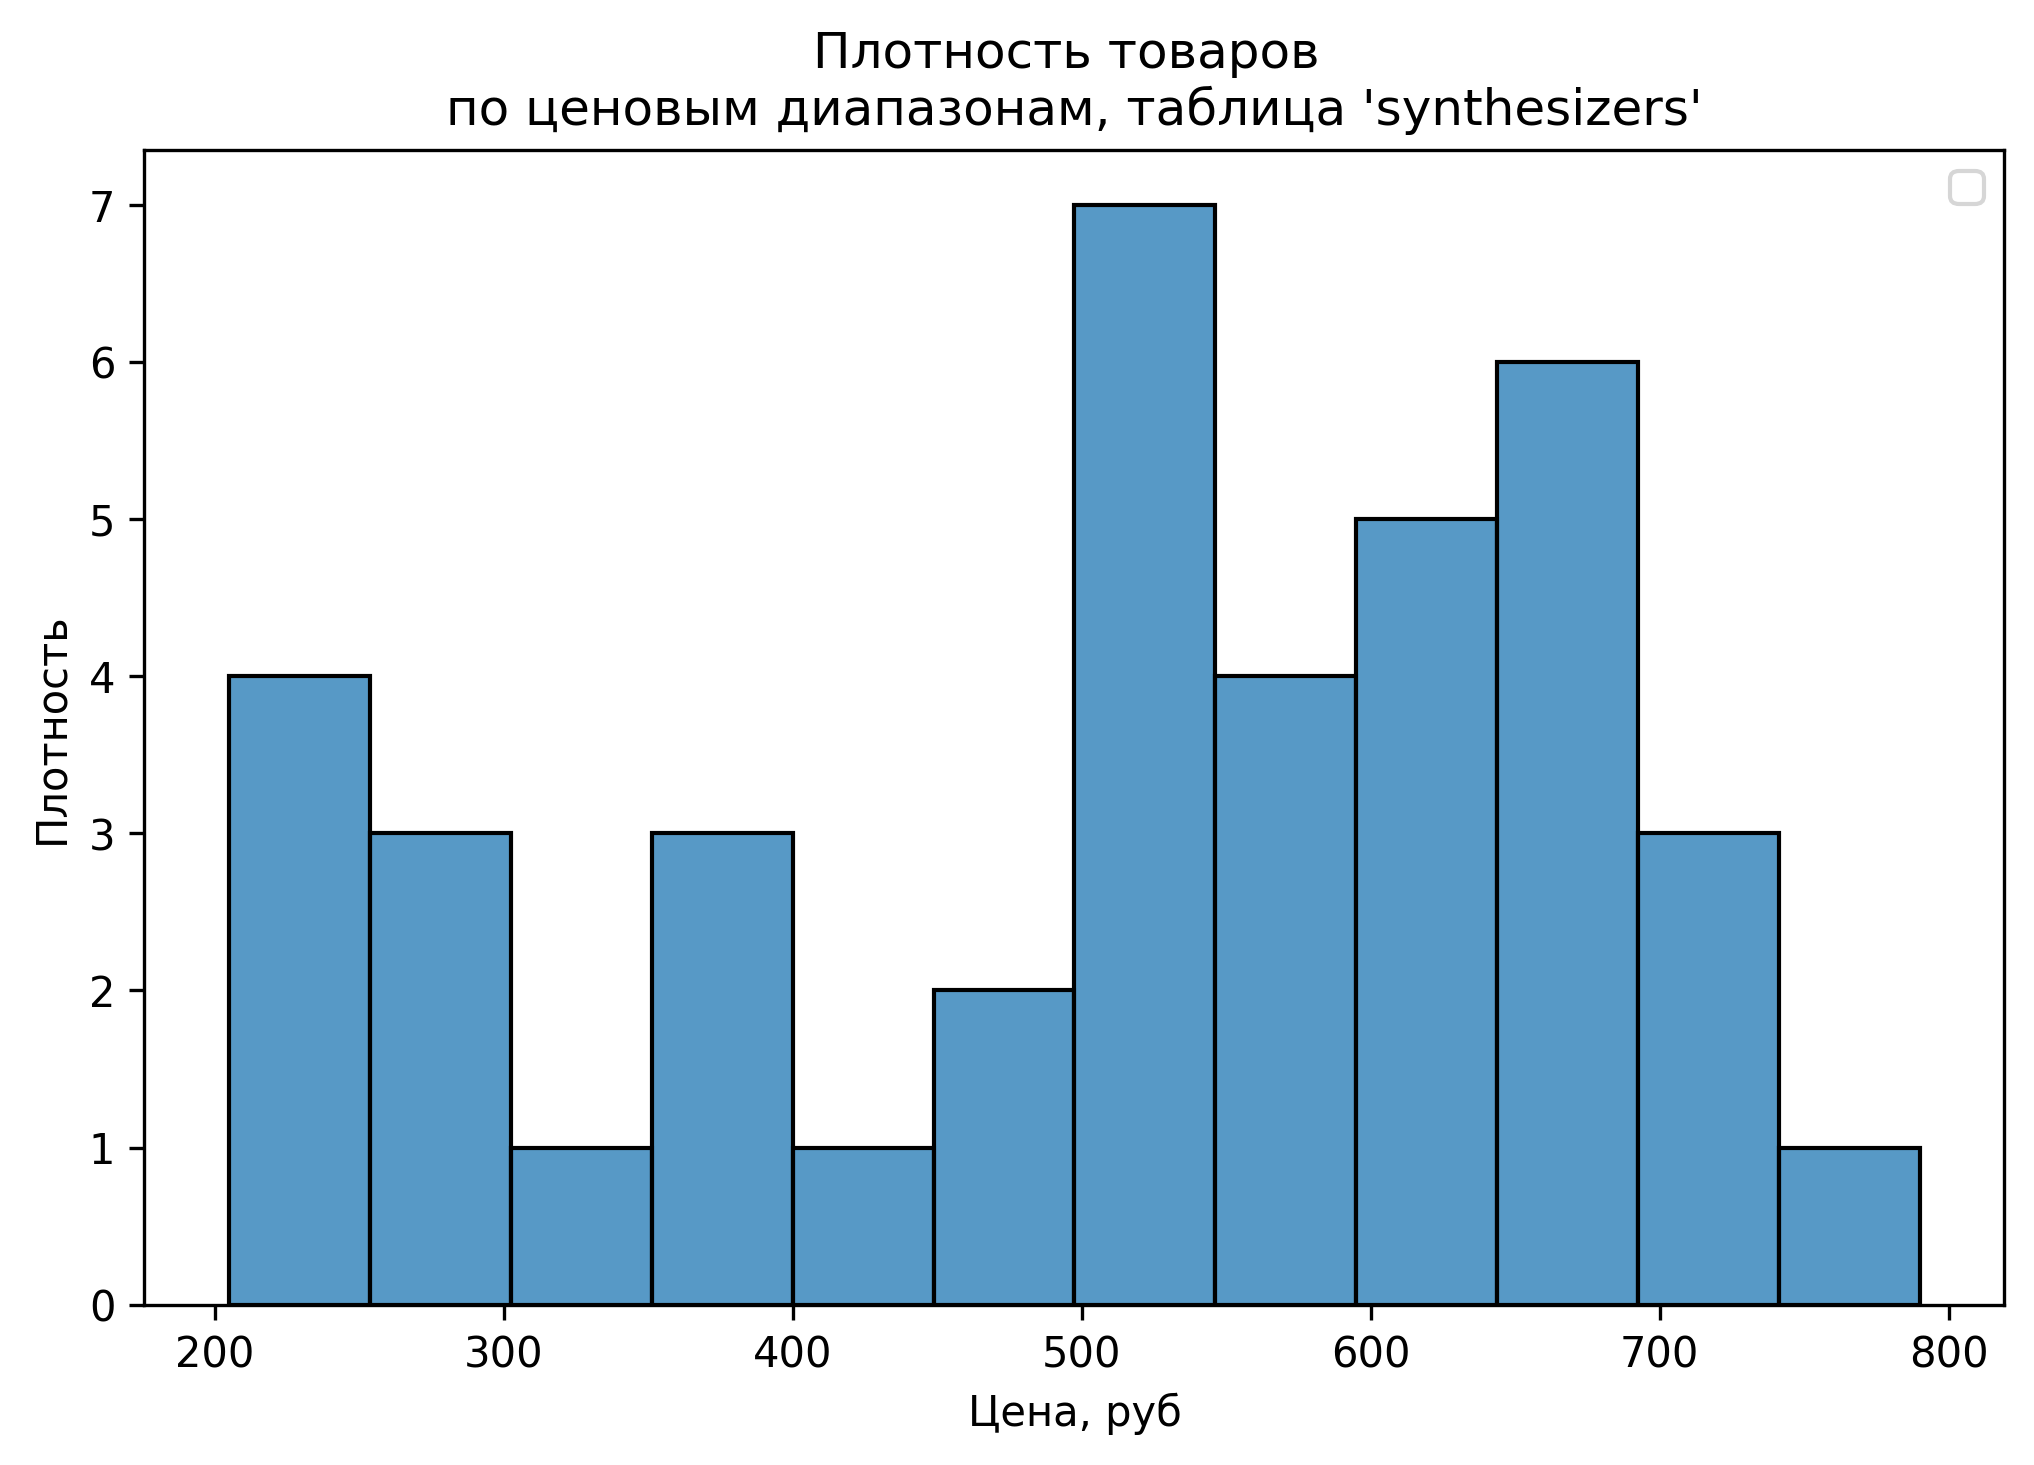 Плотность товаров
по ценовым диапазонам, таблица 'synthesizers'
7
6
5
4
3
2
1
0
Плотность
200 300 400 500 600 700 800
Цена, руб